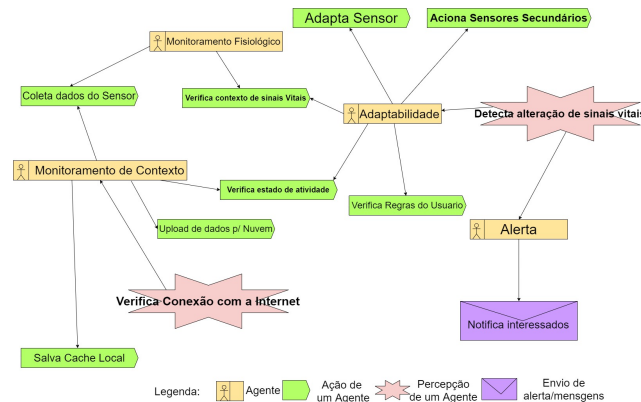 Adapta Sensor
Aciona Sensores Secundários
Monitoramento Fisiológico
Coleta dados do Sensor
Verifica contexto de sinais Vitais
Adaptabilidade
Detecta alteração de sinais vitais
Monitoramento de Contexto
Verifica estado de atividade
Verifica Regras do Usuario
Upload de dados p/ Nuvem
Alerta
Verifica Conexão com a Internet
Notifica interessados
Salva Cache Local
Legenda:
Agente
Ação de
um Agente
Percepção
de um Agente
Envio de
alerta/mensgens